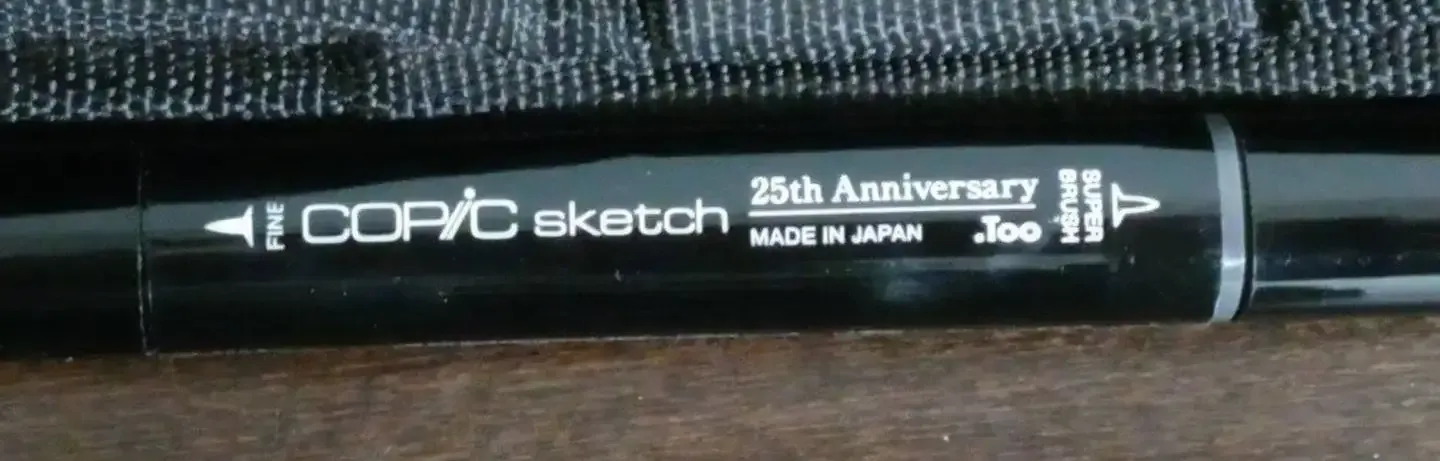 FINE
COPiC sketch
25th Anniversary
MADE IN JAPAN .Too
SUPER
BRUSH